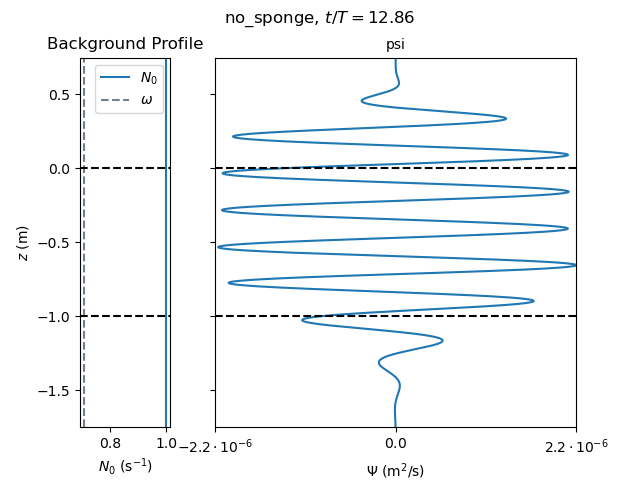 no_sponge, t/T = 12.86
Background Profile
psi
N₀
ω
0.5
0.0
−0.5
−1.0
−1.5
z (m)
0.8
1.0
−2.2 · 10⁻⁶
0.0
2.2 · 10⁻⁶
N₀ (s⁻¹)
Ψ (m²/s)